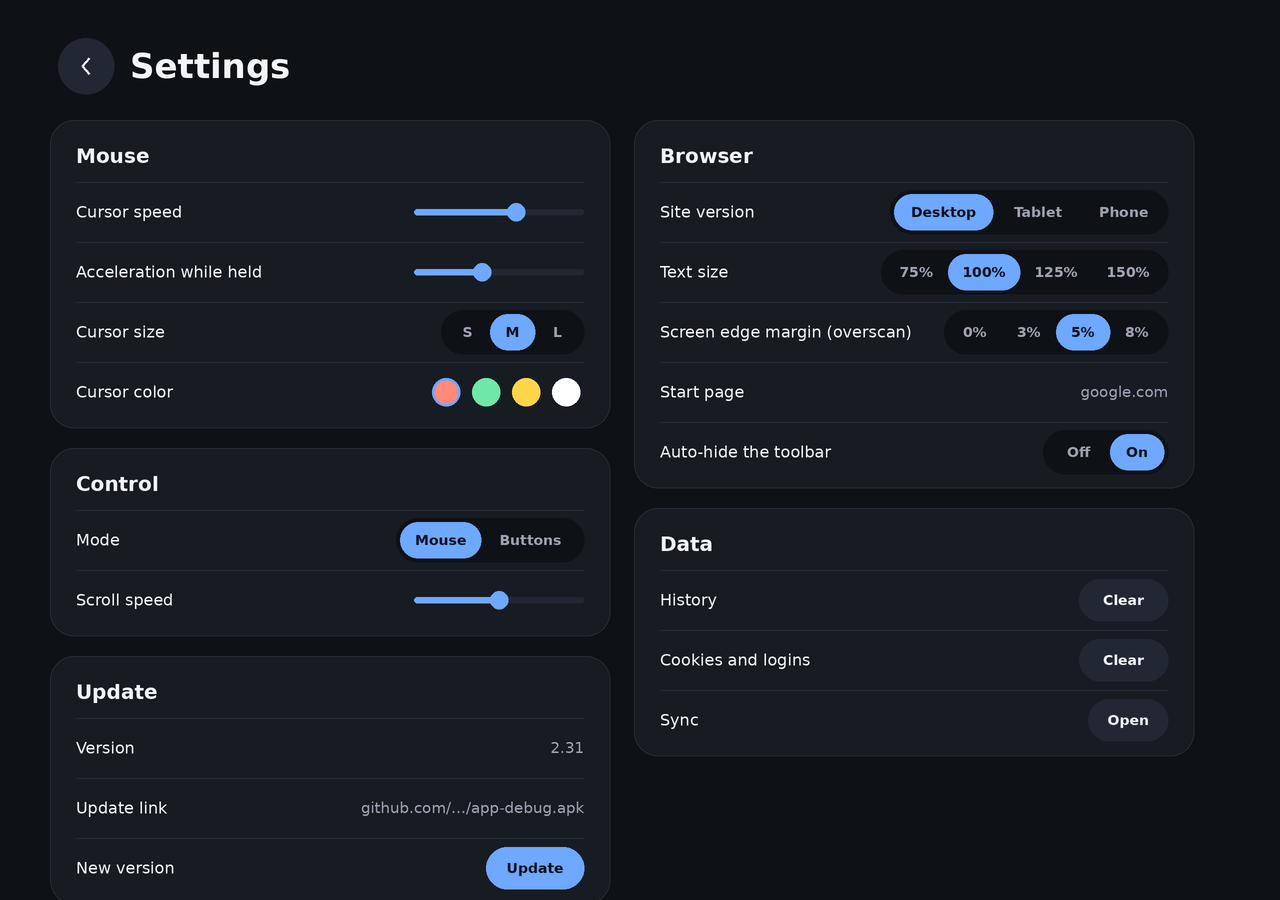 Settings
Mouse
Cursor speed
Acceleration while held
Cursor size S M L
Cursor color
Control
Mode Mouse Buttons
Scroll speed
Update
Version 2.31
Update link github.com/.../app-debug.apk
New version Update
Browser
Site version Desktop Tablet Phone
Text size 75% 100% 125% 150%
Screen edge margin (overscan) 0% 3% 5% 8%
Start page google.com
Auto-hide the toolbar Off On
Data
History Clear
Cookies and logins Clear
Sync Open